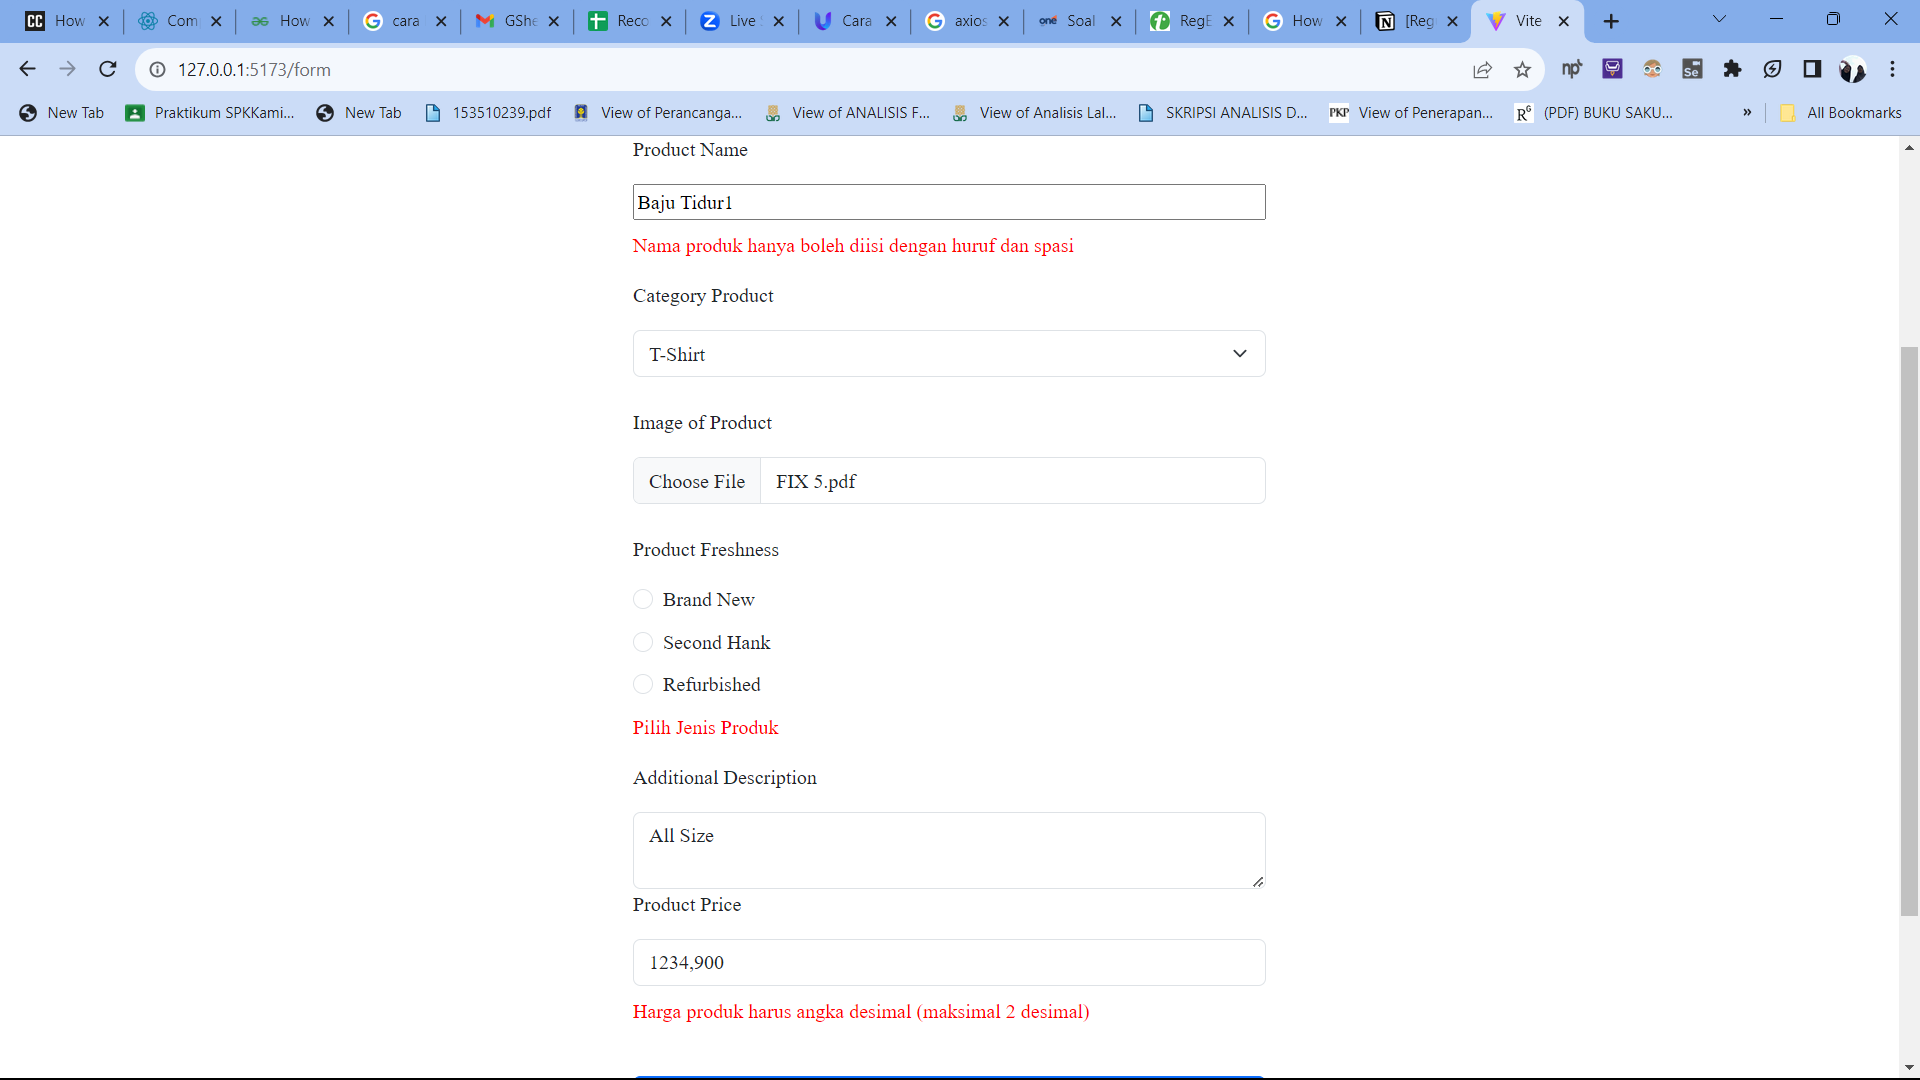 How
Com
How
cara
GShe
Reco
Live
Cara
axios
Soal
RegE
How
[Reg
Vite
127.0.0.1:5173/form
New Tab
Praktikum SPKKami...
New Tab
153510239.pdf
View of Perancanga...
View of ANALISIS F...
View of Analisis Lal...
SKRIPSI ANALISIS D...
PKP View of Penerapan...
(PDF) BUKU SAKU...
»
All Bookmarks
Product Name
Baju Tidur1
Nama produk hanya boleh diisi dengan huruf dan spasi
Category Product
T-Shirt
Image of Product
Choose File FIX 5.pdf
Product Freshness
Brand New
Second Hank
Refurbished
Pilih Jenis Produk
Additional Description
All Size
Product Price
1234,900
Harga produk harus angka desimal (maksimal 2 desimal)